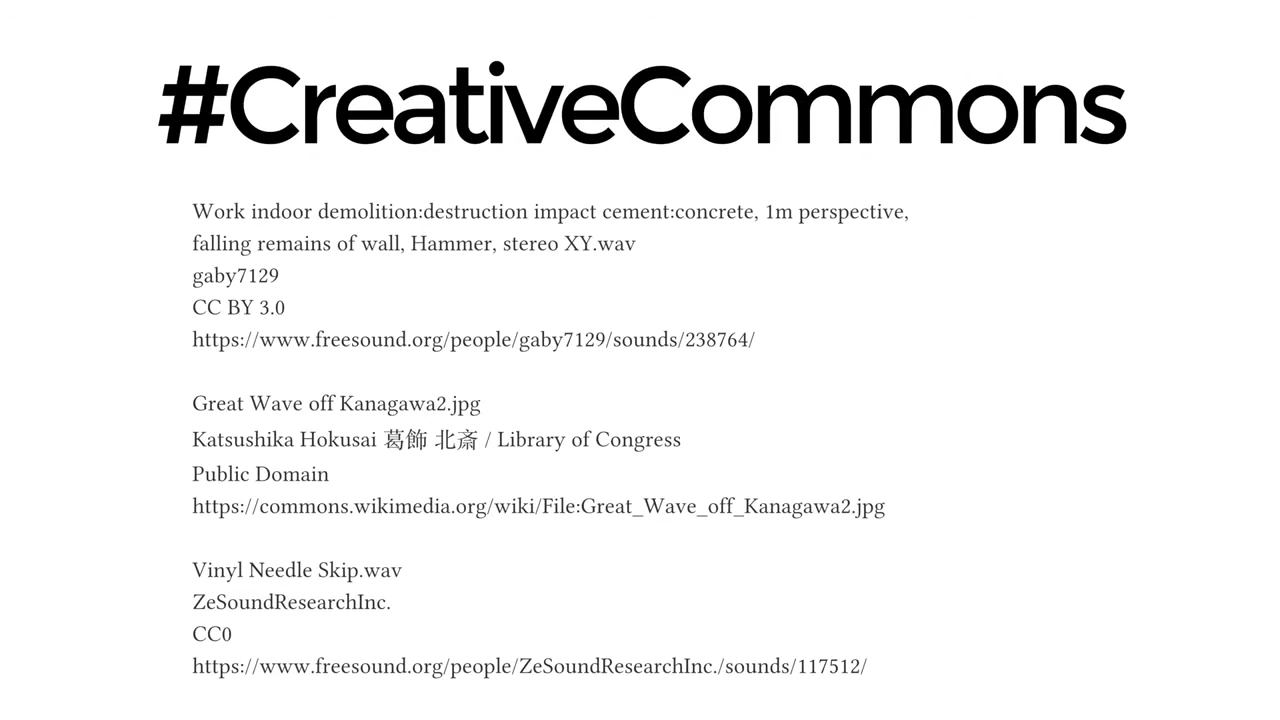 #CreativeCommons
Work indoor demolition:destruction impact cement:concrete, 1m perspective,
falling remains of wall, Hammer, stereo XY.wav
gaby7129
CC BY 3.0
https://www.freesound.org/people/gaby7129/sounds/238764/
Great Wave off Kanagawa2.jpg
Katsushika Hokusai 葛飾 北斎 / Library of Congress
Public Domain
https://commons.wikimedia.org/wiki/File:Great_Wave_off_Kanagawa2.jpg
Vinyl Needle Skip.wav
ZeSoundResearchInc.
CC0
https://www.freesound.org/people/ZeSoundResearchInc./sounds/117512/